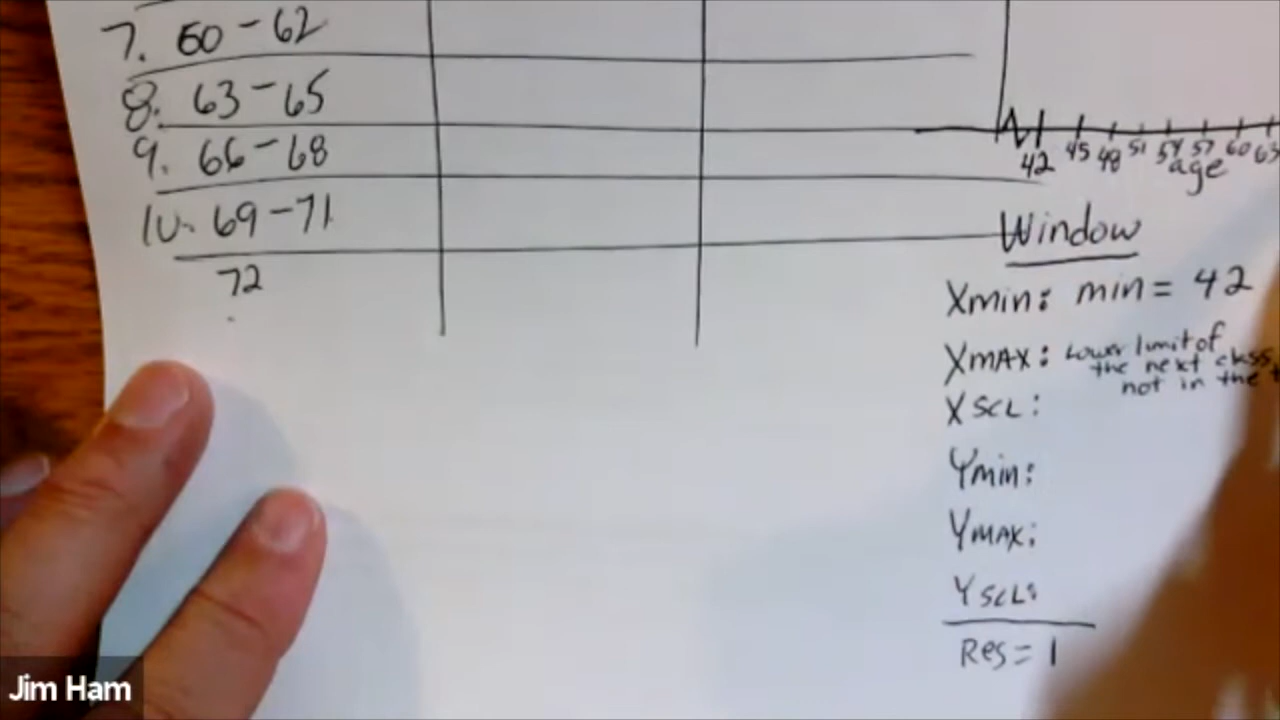 7. 60-62
8. 63-65
9. 66-68
10. 69-71
72
42 45 48 51 54 57 60 63
age
Window
Xmin: min = 42
XMAX: Lower limit of
the next class,
not in the
XSCL:
Ymin:
YMAX:
YSCL:
Res = 1
Jim Ham